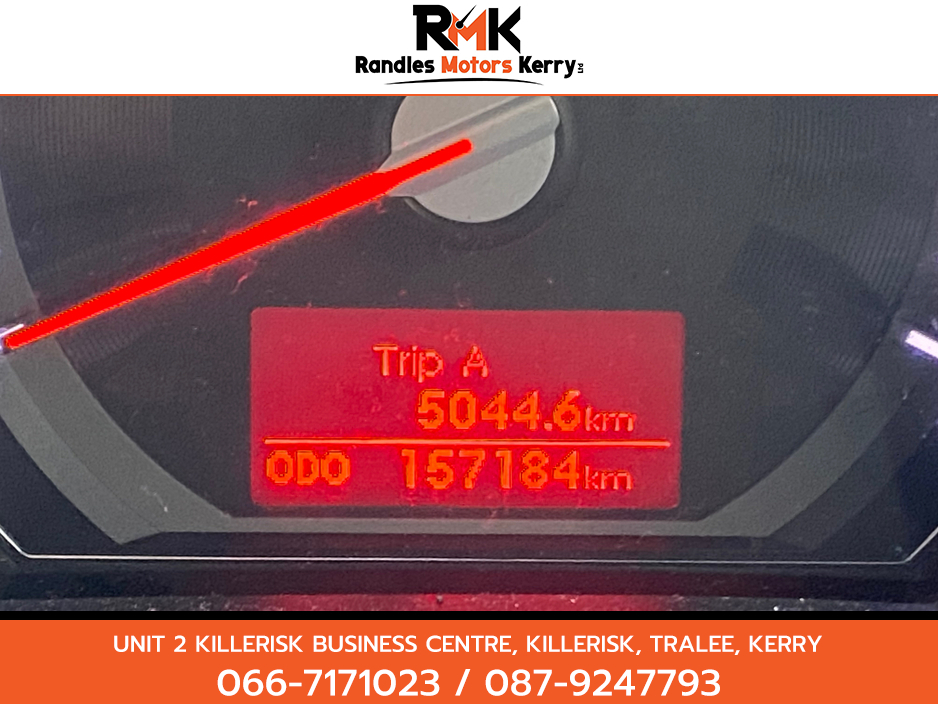 RMK
Randles Motors Kerry Ltd
Trip A
5044.6km
ODO 157184km
UNIT 2 KILLERISK BUSINESS CENTRE, KILLERISK, TRALEE, KERRY
066-7171023 / 087-9247793